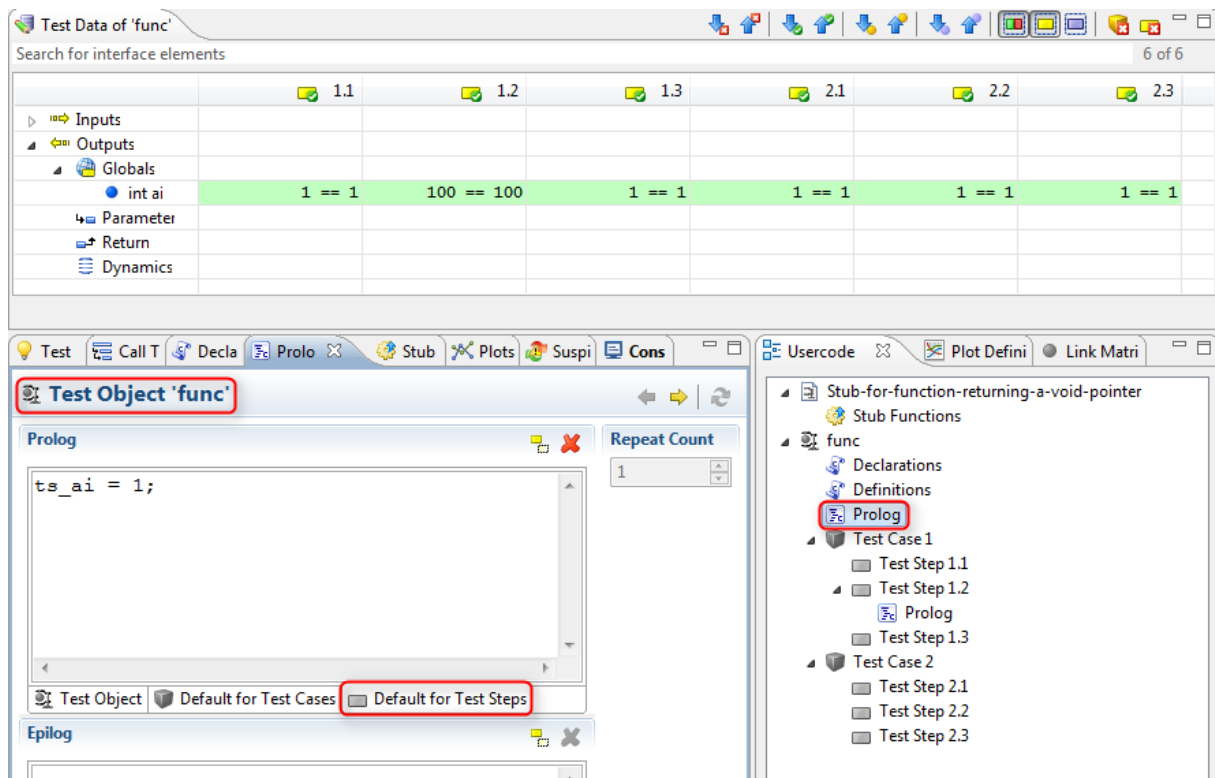 Test Data of 'func'
Search for interface elements 6 of 6
1.1 1.2 1.3 2.1 2.2 2.3
Inputs
Outputs
Globals
int ai 1 == 1 100 == 100 1 == 1 1 == 1 1 == 1 1 == 1
Parameter
Return
Dynamics
Test Call T Decla Prolo Stub Plots Suspi Cons
Test Object 'func'
Prolog
Repeat Count
ts_ai = 1;
1
Test Object Default for Test Cases Default for Test Steps
Epilog
Usercode Plot Defini Link Matri
Stub-for-function-returning-a-void-pointer
Stub Functions
func
Declarations
Definitions
Prolog
Test Case 1
Test Step 1.1
Test Step 1.2
Prolog
Test Step 1.3
Test Case 2
Test Step 2.1
Test Step 2.2
Test Step 2.3